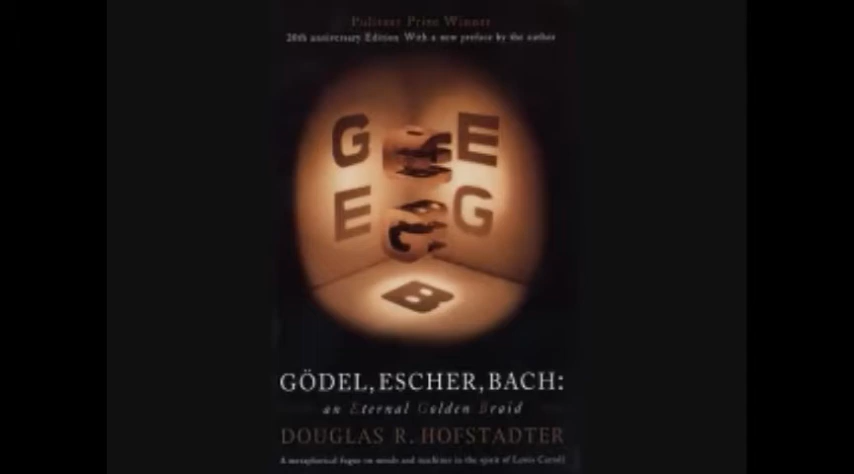 Pulitzer Prize Winner
20th anniversary Edition With a new preface by the author
G E
E G
B
GÖDEL, ESCHER, BACH:
an Eternal Golden Braid
DOUGLAS R. HOFSTADTER
A metaphorical fugue on minds and machines in the spirit of Lewis Carroll